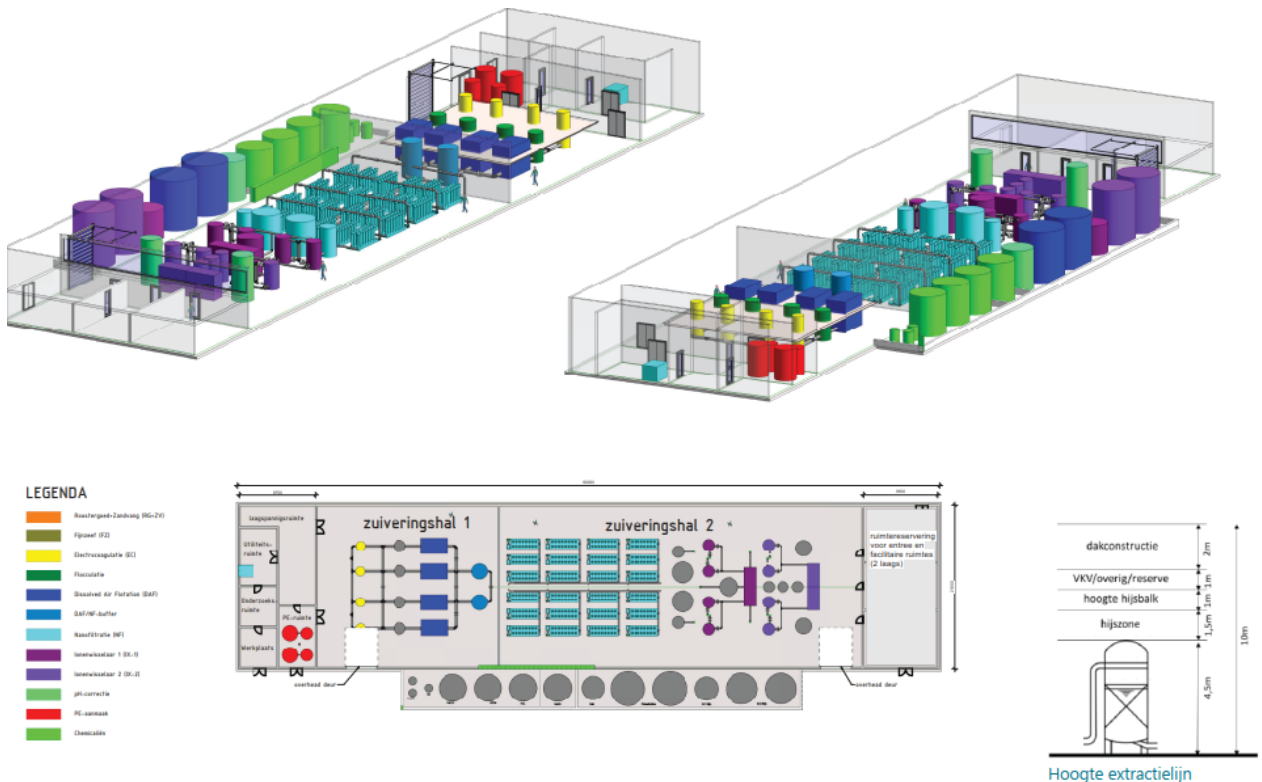 LEGENDA
Roostergoed+Zandvang (RG+ZV)
Fijnzeef (FZ)
Electrocoagulatie (EC)
Flocculatie
Dissolved Air Flotation (DAF)
DAF/NF-buffer
Nanofiltratie (NF)
Ionenwisselaar 1 (IX-1)
Ionenwisselaar 2 (IX-2)
pH-correctie
PE-aanmaak
Chemicaliën
laagspanningsruimte
Utiliteits-
ruimte
Onderzoeks-
ruimte
Werkplaats
PE-ruimte
zuiveringshal 1
zuiveringshal 2
ruimtereservering
voor entree en
facilitaire ruimtes
(2 laags)
overhead deur
overhead deur
dakconstructie
2m
VKV/overig/reserve
1m
hoogte hijsbalk
1m
hijszone
1,5m
4,5m
10m
Hoogte extractielijn